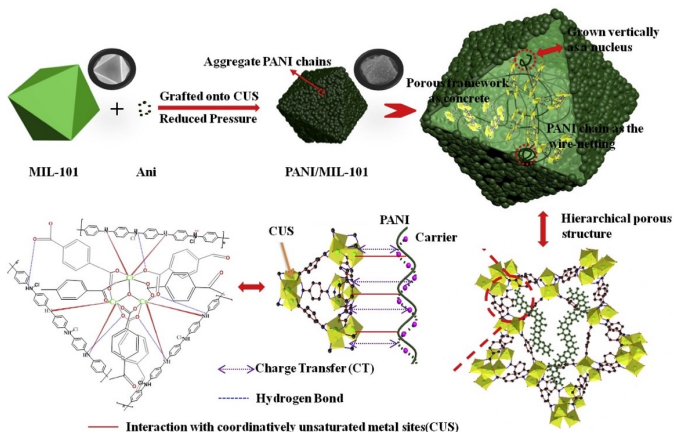 Grown vertically
as a nucleus
Aggregate PANI chains
Grafted onto CUS
Reduced Pressure
Porous framework
as concrete
PANI chain as the
wire-netting
+
MIL-101
Ani
PANI/MIL-101
PANI
Carrier
CUS
Hierarchical porous
structure
Charge Transfer (CT)
Hydrogen Bond
Interaction with coordinatively unsaturated metal sites(CUS)